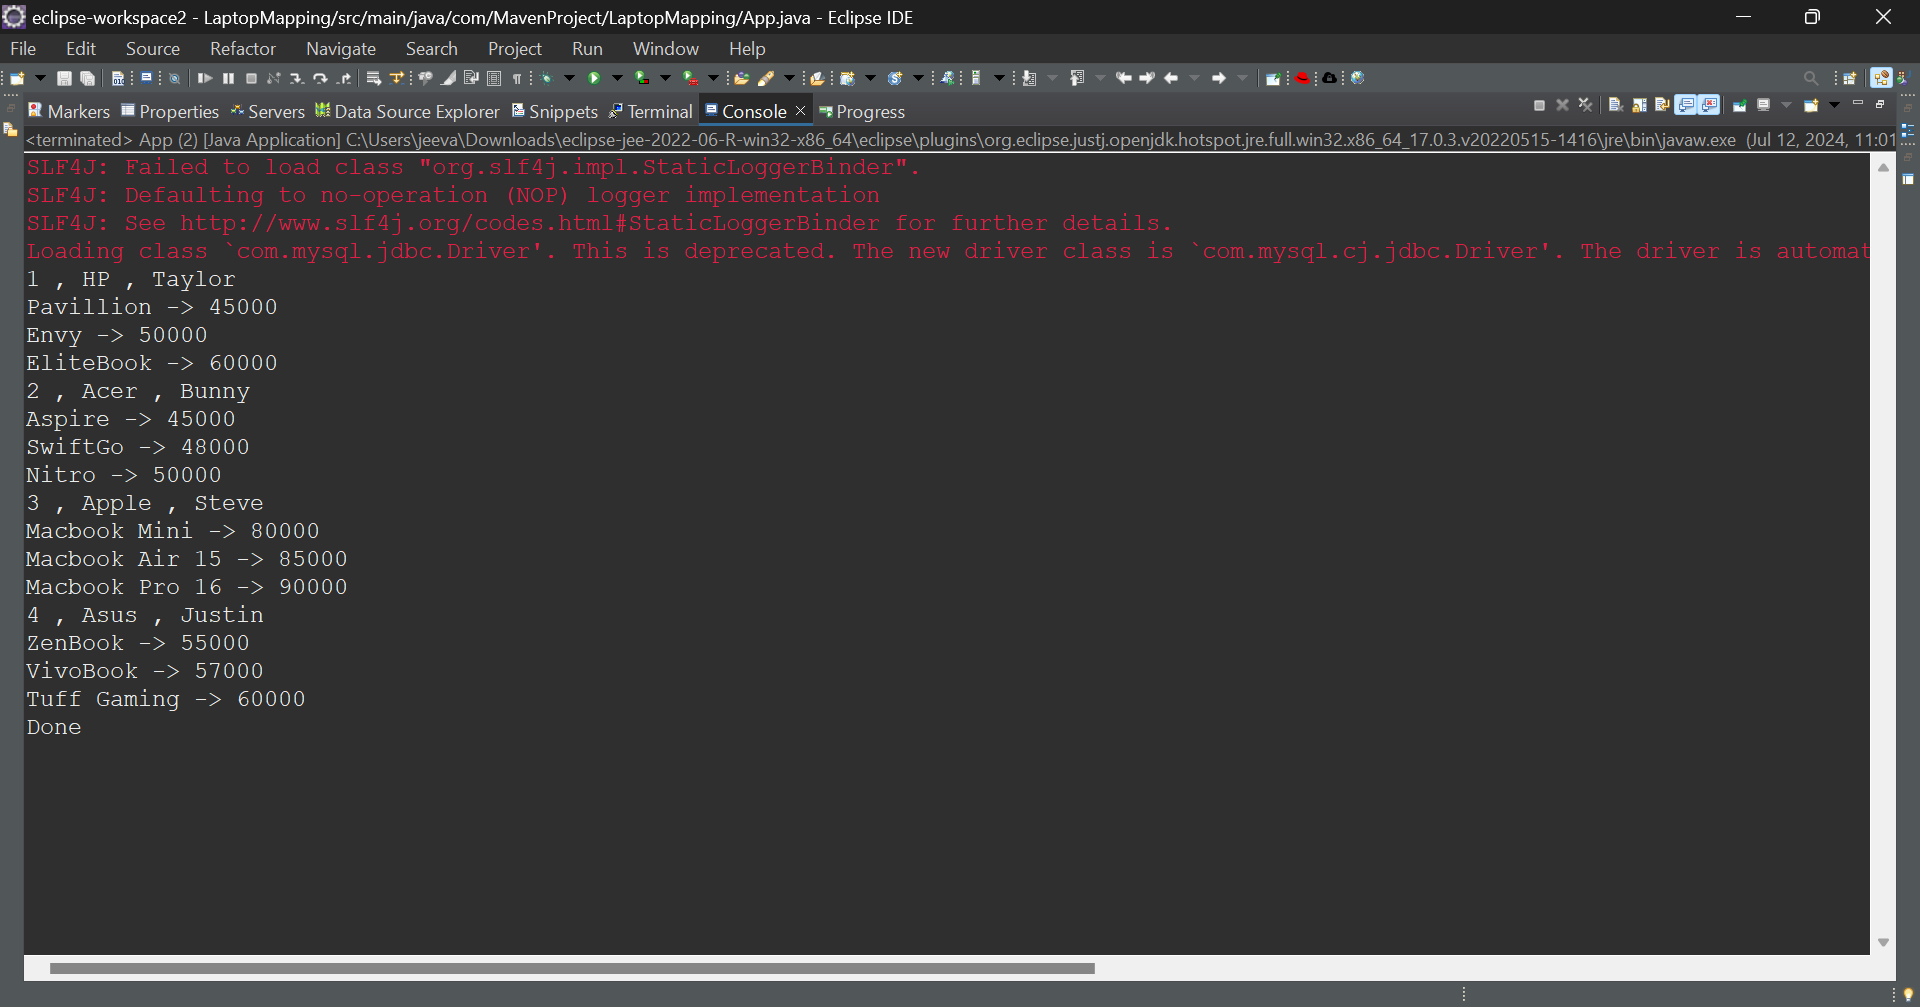 eclipse-workspace2 - LaptopMapping/src/main/java/com/MavenProject/LaptopMapping/App.java - Eclipse IDE
File Edit Source Refactor Navigate Search Project Run Window Help
Markers Properties Servers Data Source Explorer Snippets Terminal Console Progress
<terminated> App (2) [Java Application] C:\Users\jeeva\Downloads\eclipse-jee-2022-06-R-win32-x86_64\eclipse\plugins\org.eclipse.justj.openjdk.hotspot.jre.full.win32.x86_64_17.0.3.v20220515-1416\jre\bin\javaw.exe (Jul 12, 2024, 11:01
SLF4J: Failed to load class "org.slf4j.impl.StaticLoggerBinder".
SLF4J: Defaulting to no-operation (NOP) logger implementation
SLF4J: See http://www.slf4j.org/codes.html#StaticLoggerBinder for further details.
Loading class `com.mysql.jdbc.Driver'. This is deprecated. The new driver class is `com.mysql.cj.jdbc.Driver'. The driver is automat
1 , HP , Taylor
Pavillion -> 45000
Envy -> 50000
EliteBook -> 60000
2 , Acer , Bunny
Aspire -> 45000
SwiftGo -> 48000
Nitro -> 50000
3 , Apple , Steve
Macbook Mini -> 80000
Macbook Air 15 -> 85000
Macbook Pro 16 -> 90000
4 , Asus , Justin
ZenBook -> 55000
VivoBook -> 57000
Tuff Gaming -> 60000
Done